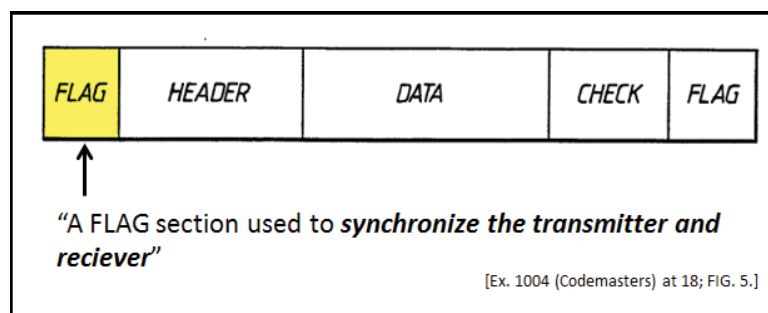 FLAG HEADER DATA CHECK FLAG
“A FLAG section used to synchronize the transmitter and
reciever”
[Ex. 1004 (Codemasters) at 18; FIG. 5.]